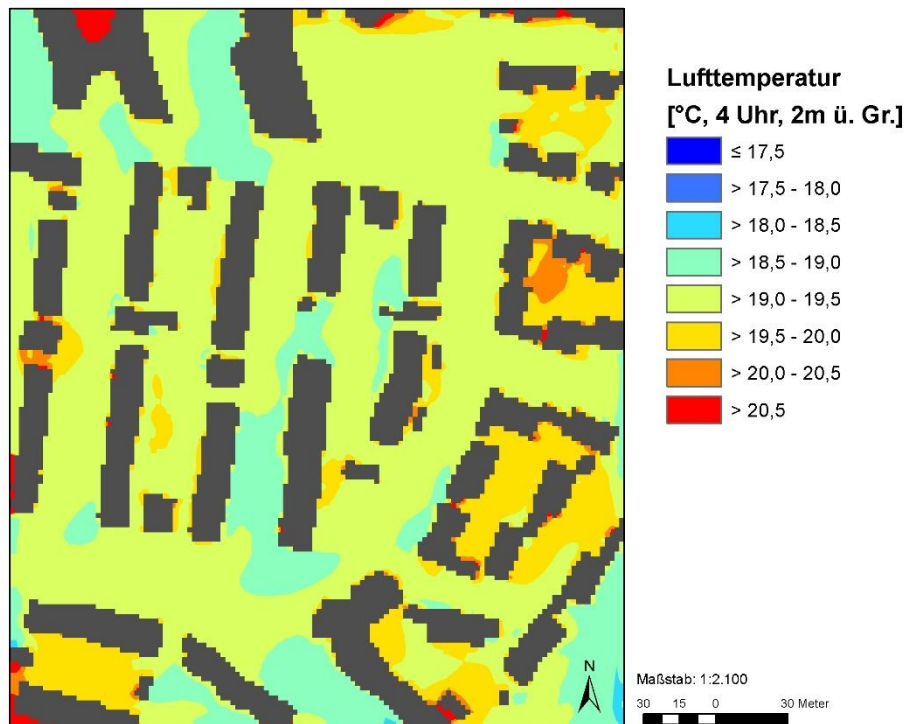 Lufttemperatur
[°C, 4 Uhr, 2m ü. Gr.]
≤ 17,5
> 17,5 - 18,0
> 18,0 - 18,5
> 18,5 - 19,0
> 19,0 - 19,5
> 19,5 - 20,0
> 20,0 - 20,5
> 20,5
N
Maßstab: 1:2.100
30 15 0 30 Meter